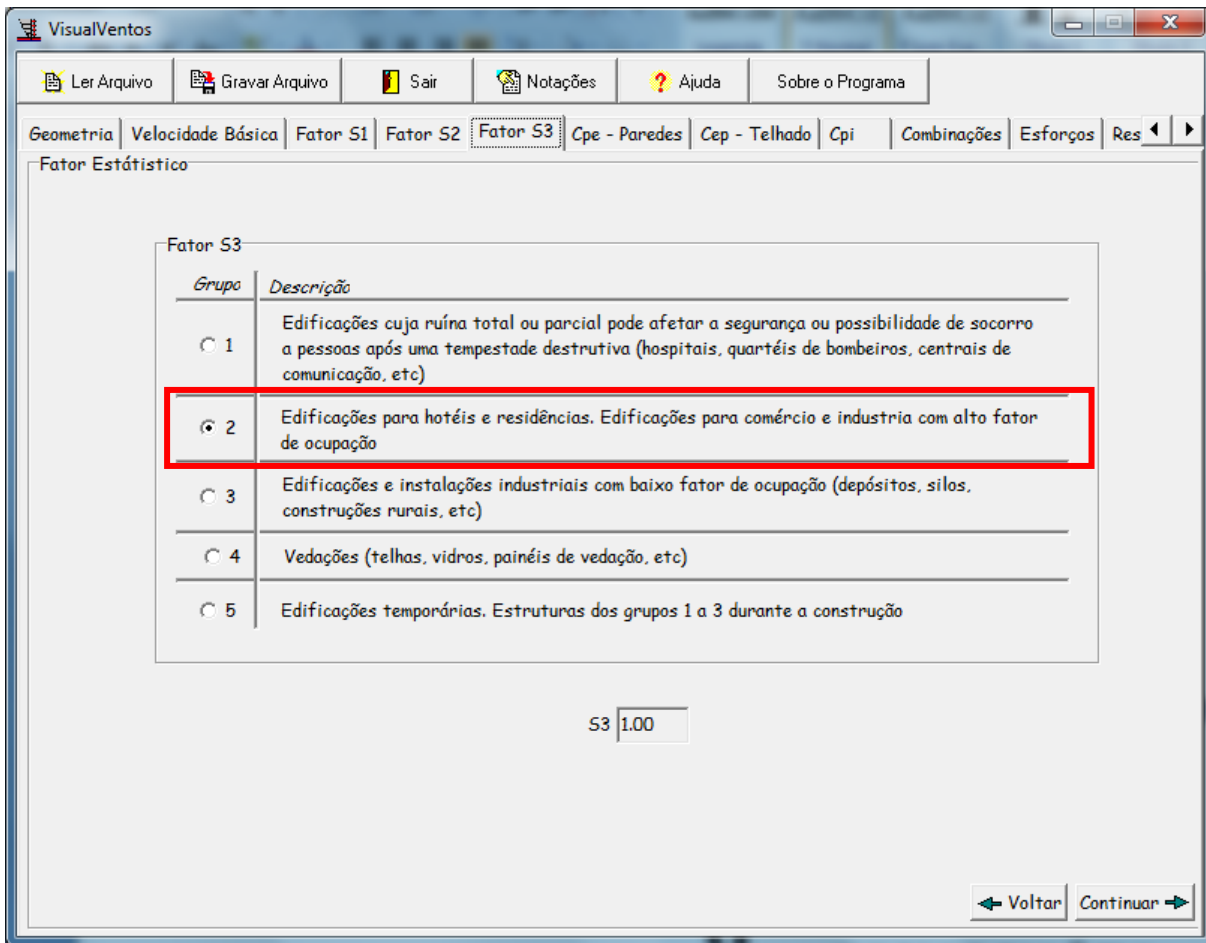 VisualVentos
Ler Arquivo Gravar Arquivo Sair Notações Ajuda Sobre o Programa
Geometria Velocidade Básica Fator S1 Fator S2 Fator S3 Cpe - Paredes Cep - Telhado Cpi Combinações Esforços Res
Fator Estátistico
Fator S3
Grupo Descrição
1 Edificações cuja ruína total ou parcial pode afetar a segurança ou possibilidade de socorro
a pessoas após uma tempestade destrutiva (hospitais, quartéis de bombeiros, centrais de
comunicação, etc)
2 Edificações para hotéis e residências. Edificações para comércio e industria com alto fator
de ocupação
3 Edificações e instalações industriais com baixo fator de ocupação (depósitos, silos,
construções rurais, etc)
4 Vedações (telhas, vidros, painéis de vedação, etc)
5 Edificações temporárias. Estruturas dos grupos 1 a 3 durante a construção
S3 1.00
Voltar Continuar